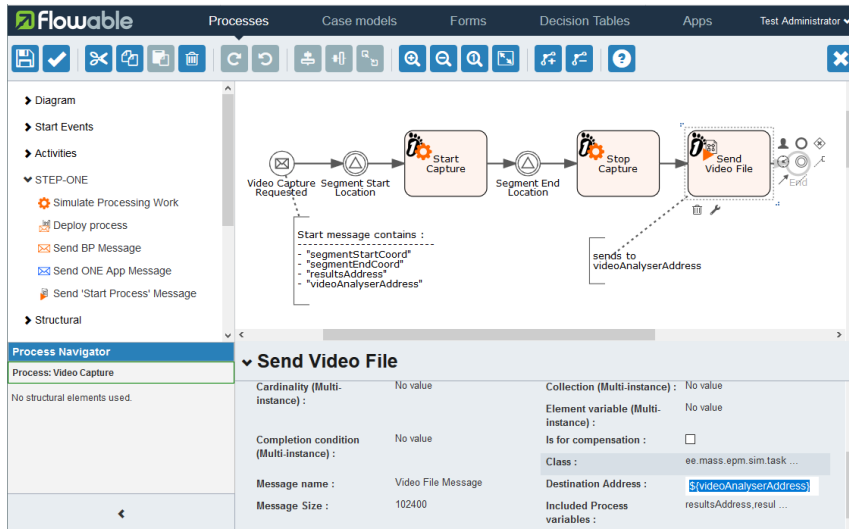 Flowable
Processes
Case models
Forms
Decision Tables
Apps
Test Administrator
Diagram
Start Events
Activities
STEP-ONE
Simulate Processing Work
Deploy process
Send BP Message
Send ONE App Message
Send 'Start Process' Message
Structural
Process Navigator
Process: Video Capture
No structural elements used.
Video Capture
Requested
Segment Start
Location
Start
Capture
Segment End
Location
Stop
Capture
Send
Video File
End
Start message contains :
-----------------------
- "segmentStartCoord"
- "segmentEndCoord"
- "resultsAddress"
- "videoAnalyserAddress"
sends to
videoAnalyserAddress
Send Video File
Cardinality (Multi-
instance) :
No value
Collection (Multi-instance) :
No value
Element variable (Multi-
instance) :
No value
Completion condition
(Multi-instance) :
No value
Is for compensation :
Class :
ee.mass.epm.sim.task ...
Message name :
Video File Message
Destination Address :
${videoAnalyserAddress}
Message Size :
102400
Included Process
variables :
resultsAddress,resul ...